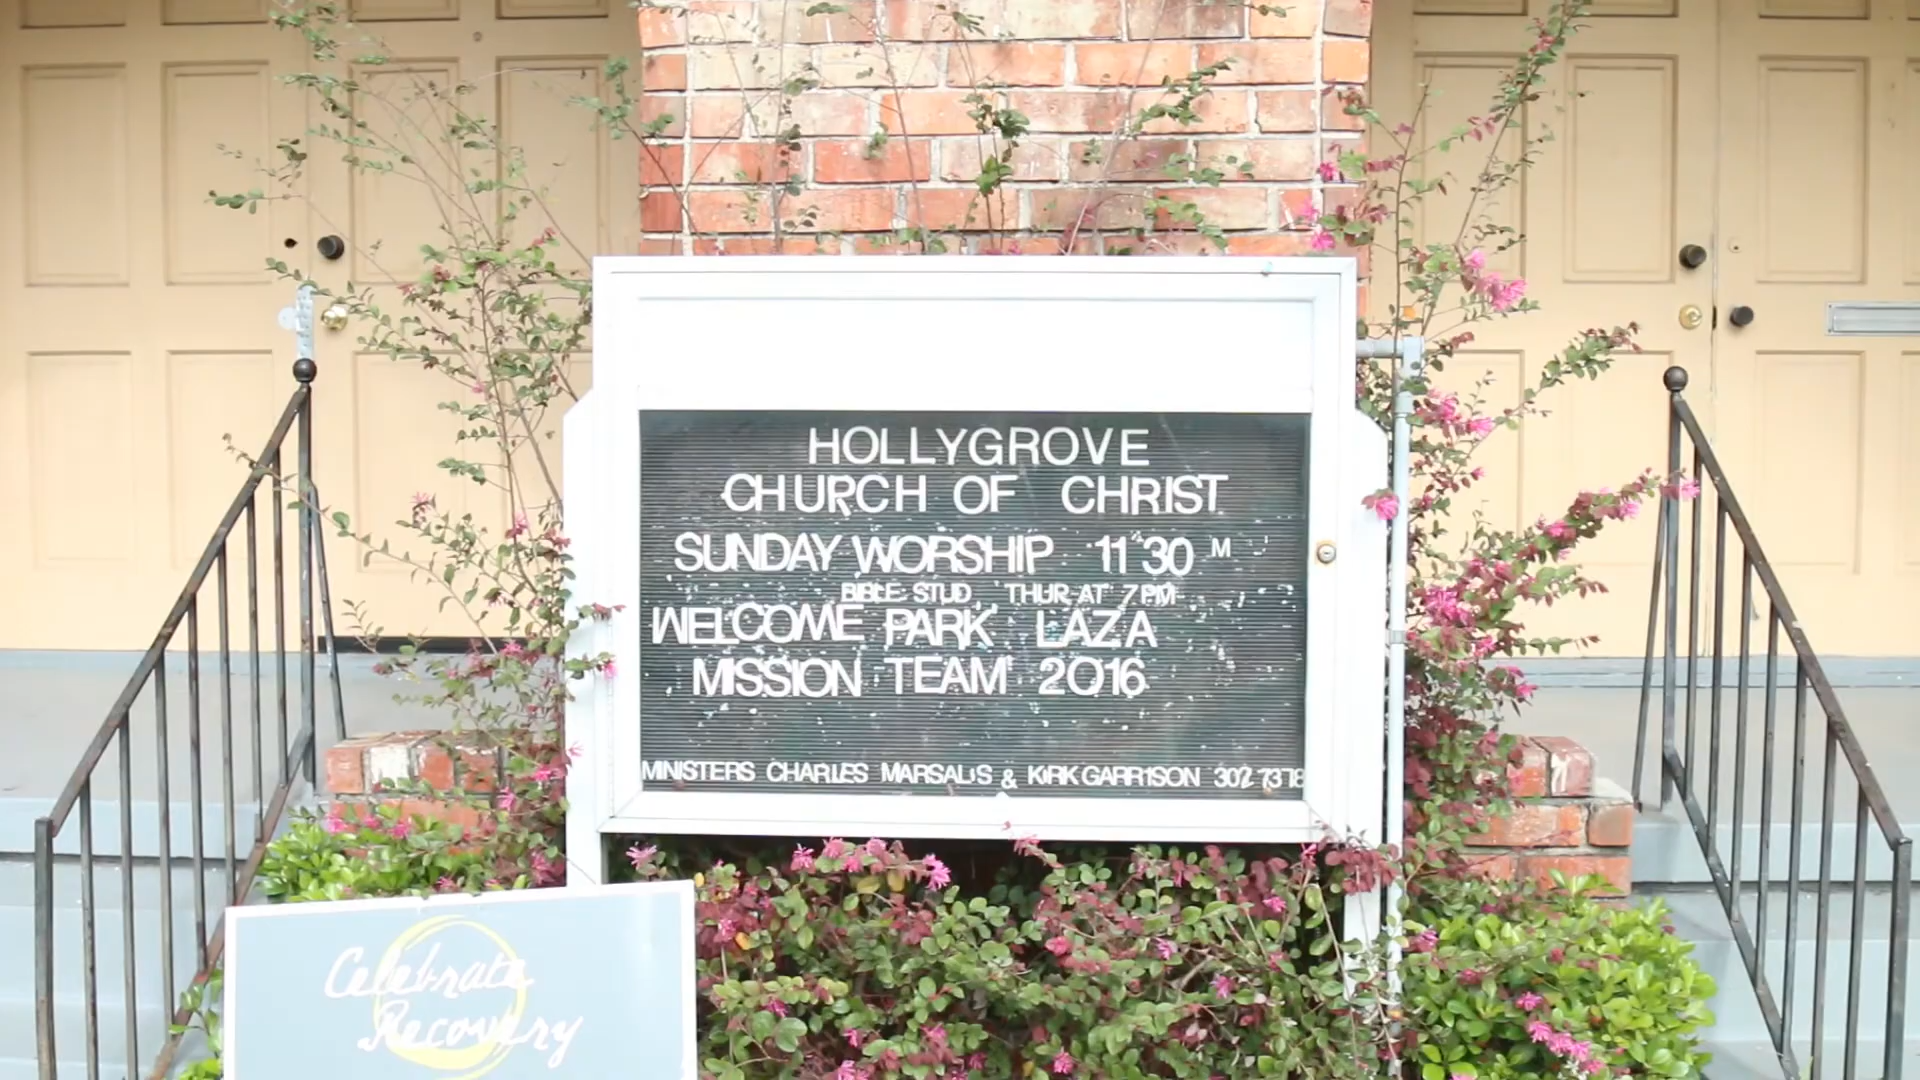 HOLLYGROVE
CHURCH OF CHRIST
SUNDAY WORSHIP 11 30 M
BIBLE STUD THUR AT 7 PM
WELCOME PARK LAZA
MISSION TEAM 2016
MINISTERS CHARLES MARSALIS & KIRK GARRISON 302 7318
Celebrate
Recovery